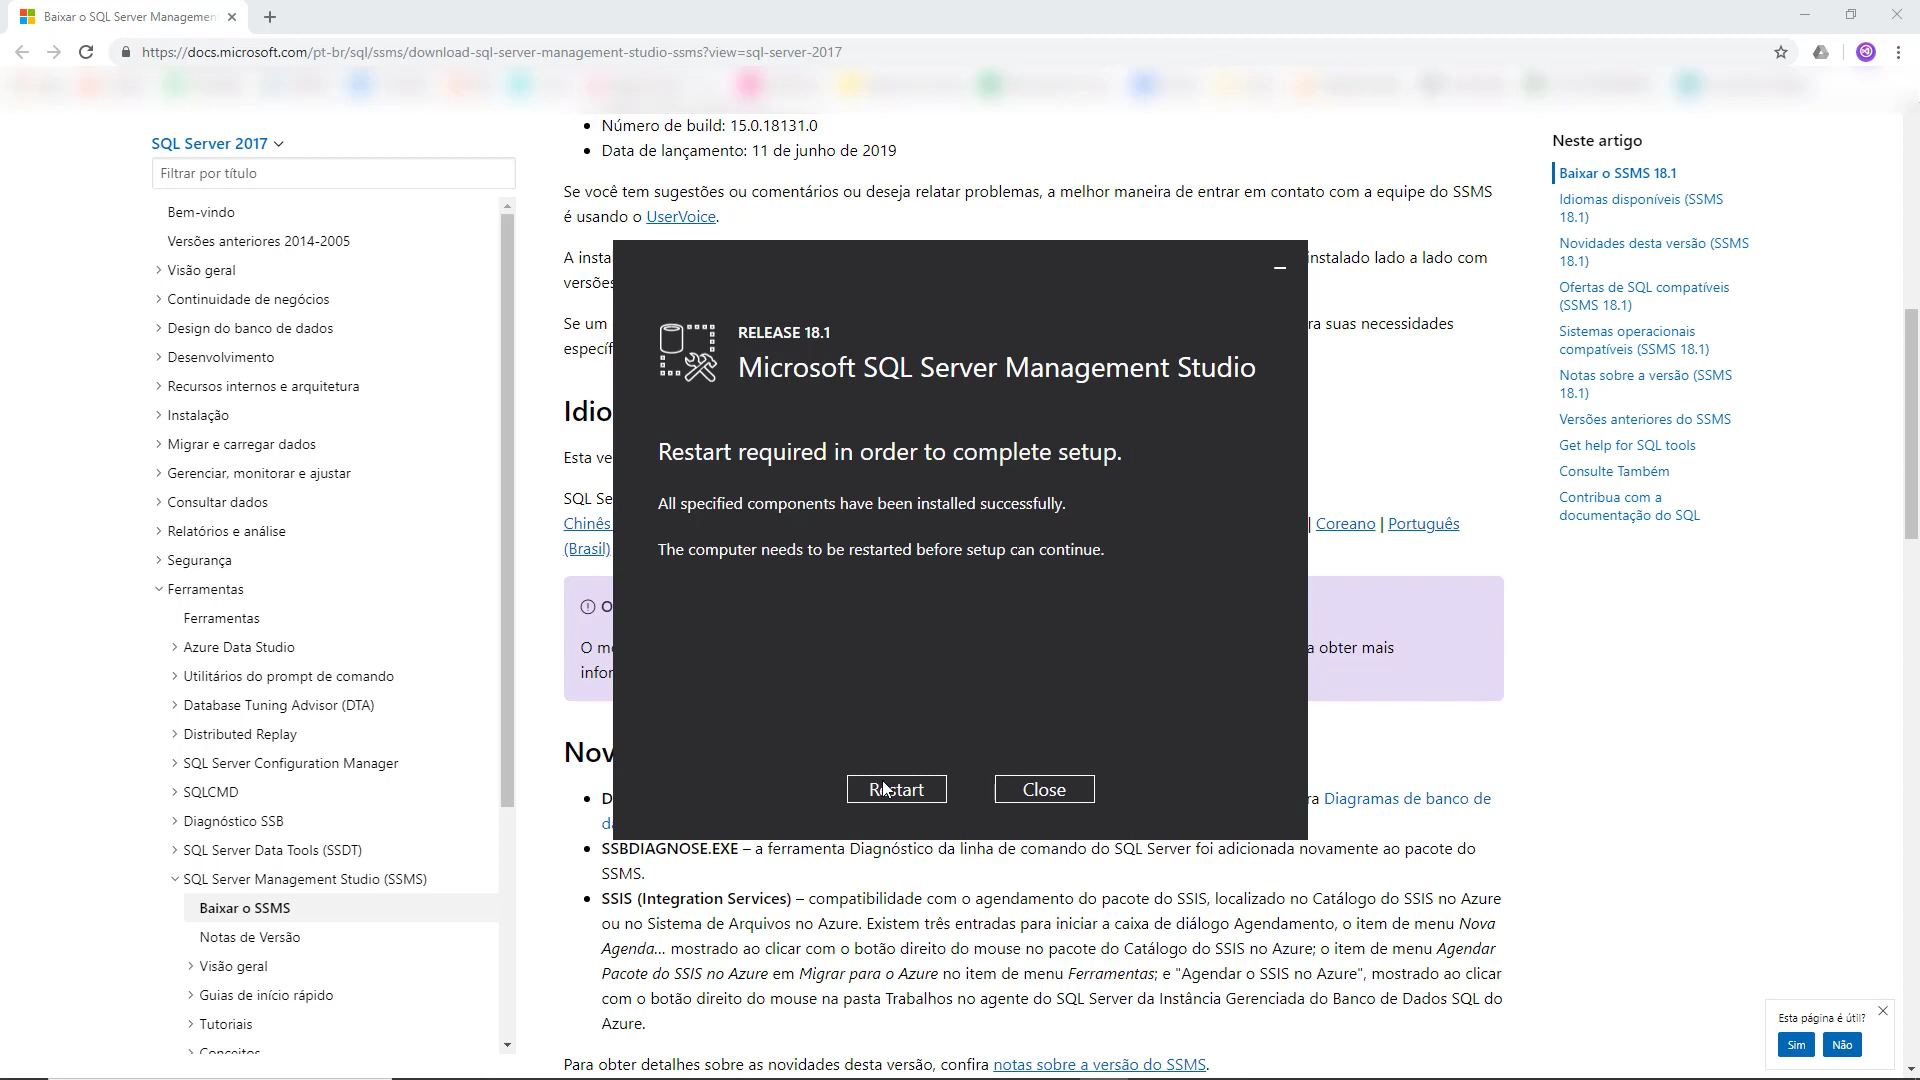 Baixar o SQL Server Managemen
https://docs.microsoft.com/pt-br/sql/ssms/download-sql-server-management-studio-ssms?view=sql-server-2017
SQL Server 2017
Filtrar por título
Bem-vindo
Versões anteriores 2014-2005
Visão geral
Continuidade de negócios
Design do banco de dados
Desenvolvimento
Recursos internos e arquitetura
Instalação
Migrar e carregar dados
Gerenciar, monitorar e ajustar
Consultar dados
Relatórios e análise
Segurança
Ferramentas
Ferramentas
Azure Data Studio
Utilitários do prompt de comando
Database Tuning Advisor (DTA)
Distributed Replay
SQL Server Configuration Manager
SQLCMD
Diagnóstico SSB
SQL Server Data Tools (SSDT)
SQL Server Management Studio (SSMS)
Baixar o SSMS
Notas de Versão
Visão geral
Guias de início rápido
Tutoriais
Conceitos
• Número de build: 15.0.18131.0
• Data de lançamento: 11 de junho de 2019
Se você tem sugestões ou comentários ou deseja relatar problemas, a melhor maneira de entrar em contato com a equipe do SSMS
é usando o UserVoice.
A insta
instalado lado a lado com
versões
Se um
ra suas necessidades
específ
Idio
Esta ve
SQL Se
Chinês
| Coreano | Português
(Brasil)
O
O m
a obter mais
infor
Nov
• D
ra Diagramas de banco de
da
RELEASE 18.1
Microsoft SQL Server Management Studio
Restart required in order to complete setup.
All specified components have been installed successfully.
The computer needs to be restarted before setup can continue.
Restart
Close
• SSBDIAGNOSE.EXE – a ferramenta Diagnóstico da linha de comando do SQL Server foi adicionada novamente ao pacote do
SSMS.
• SSIS (Integration Services) – compatibilidade com o agendamento do pacote do SSIS, localizado no Catálogo do SSIS no Azure
ou no Sistema de Arquivos no Azure. Existem três entradas para iniciar a caixa de diálogo Agendamento, o item de menu Nova
Agenda... mostrado ao clicar com o botão direito do mouse no pacote do Catálogo do SSIS no Azure; o item de menu Agendar
Pacote do SSIS no Azure em Migrar para o Azure no item de menu Ferramentas; e "Agendar o SSIS no Azure", mostrado ao clicar
com o botão direito do mouse na pasta Trabalhos no agente do SQL Server da Instância Gerenciada do Banco de Dados SQL do
Azure.
Para obter detalhes sobre as novidades desta versão, confira notas sobre a versão do SSMS.
Neste artigo
Baixar o SSMS 18.1
Idiomas disponíveis (SSMS
18.1)
Novidades desta versão (SSMS
18.1)
Ofertas de SQL compatíveis
(SSMS 18.1)
Sistemas operacionais
compatíveis (SSMS 18.1)
Notas sobre a versão (SSMS
18.1)
Versões anteriores do SSMS
Get help for SQL tools
Consulte Também
Contribua com a
documentação do SQL
Esta página é útil?
Sim
Não